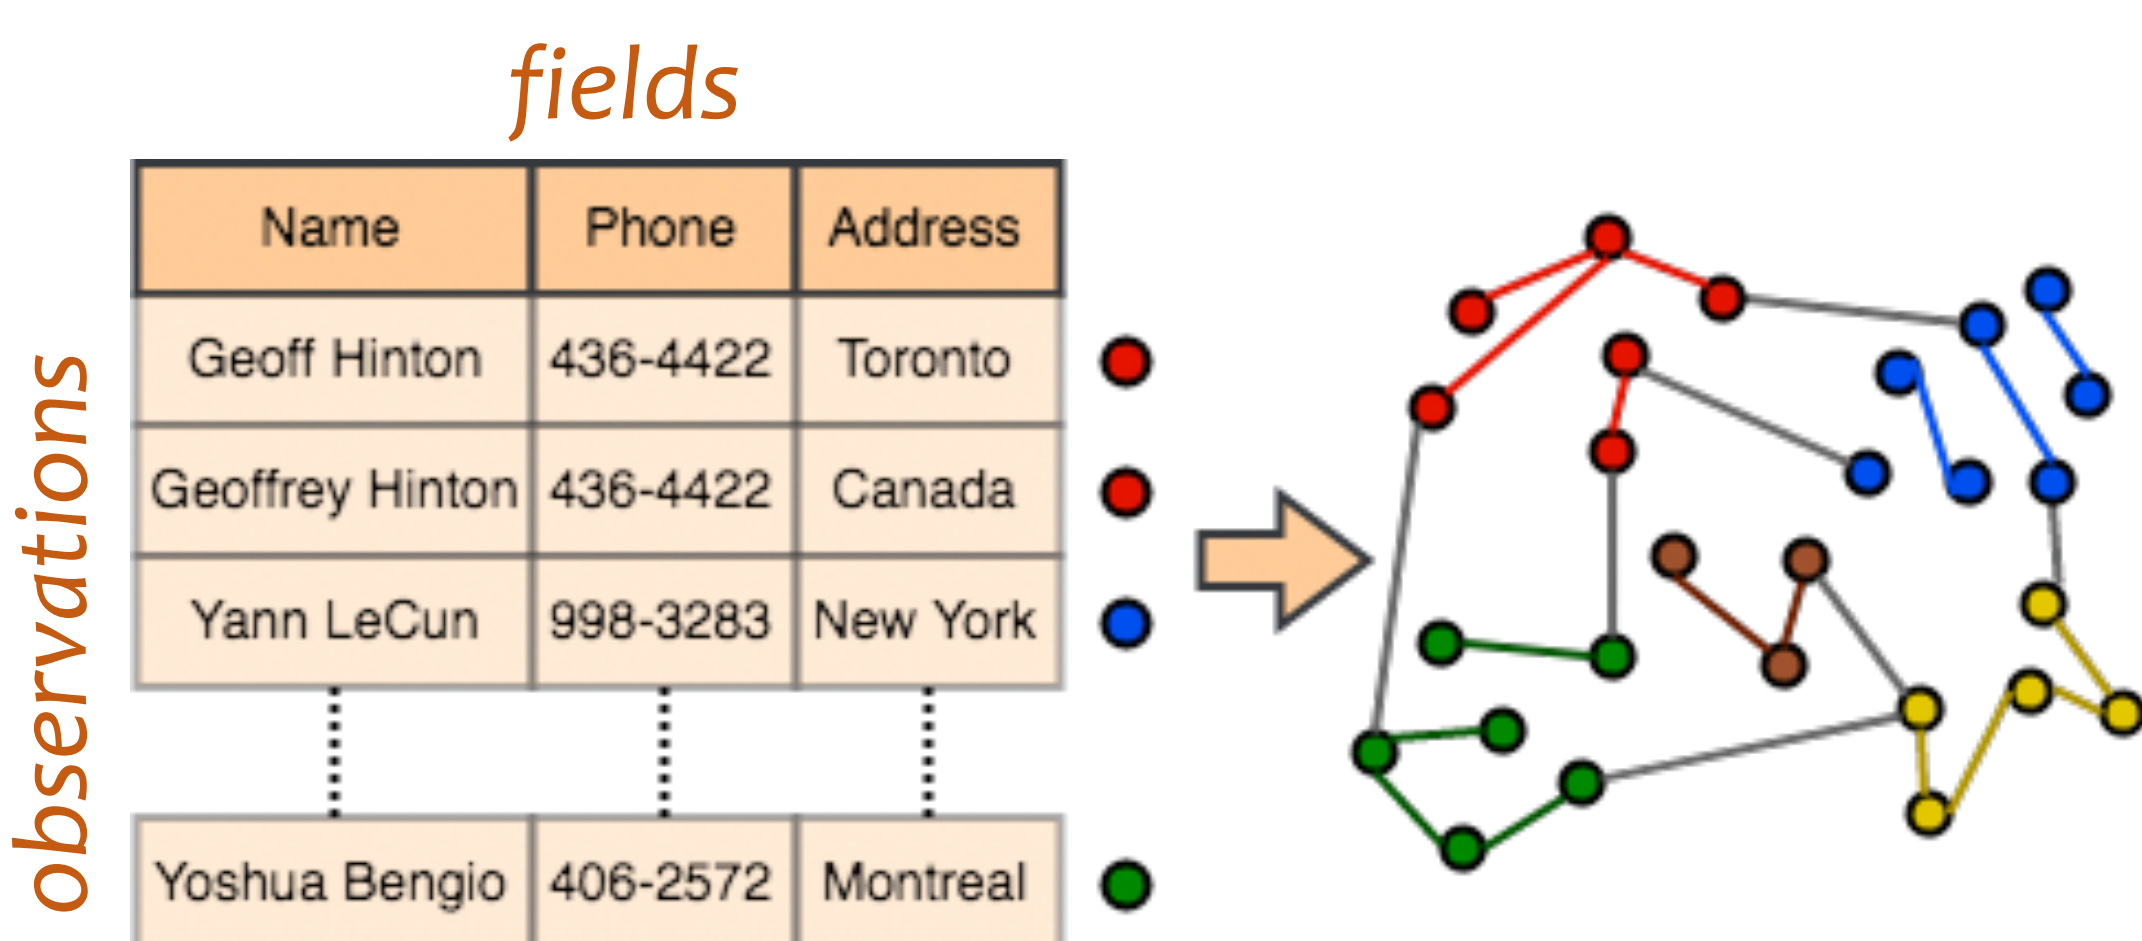 fields
observations
Name Phone Address
Geoff Hinton 436-4422 Toronto
Geoffrey Hinton 436-4422 Canada
Yann LeCun 998-3283 New York
Yoshua Bengio 406-2572 Montreal